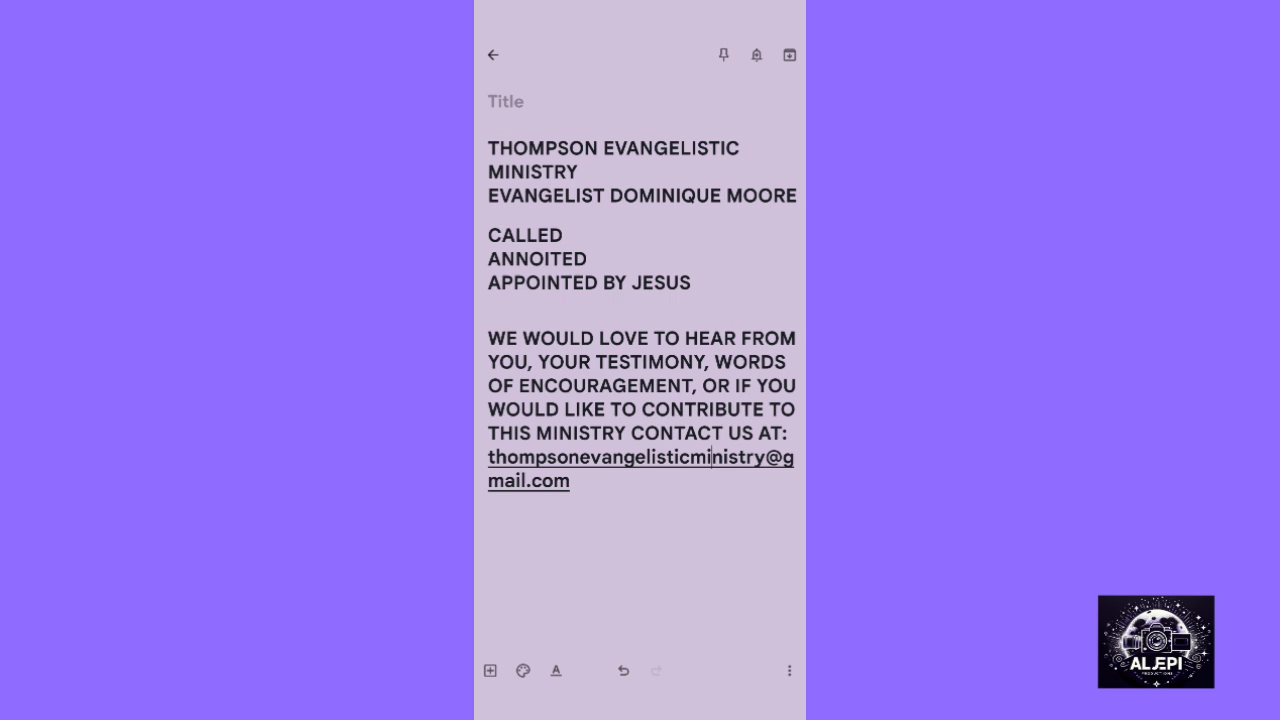 Title
THOMPSON EVANGELISTIC
MINISTRY
EVANGELIST DOMINIQUE MOORE
CALLED
ANNOITED
APPOINTED BY JESUS
WE WOULD LOVE TO HEAR FROM
YOU, YOUR TESTIMONY, WORDS
OF ENCOURAGEMENT, OR IF YOU
WOULD LIKE TO CONTRIBUTE TO
THIS MINISTRY CONTACT US AT:
thompsonevangelisticministry@g
mail.com
ALJEPI
PRODUCTIONS